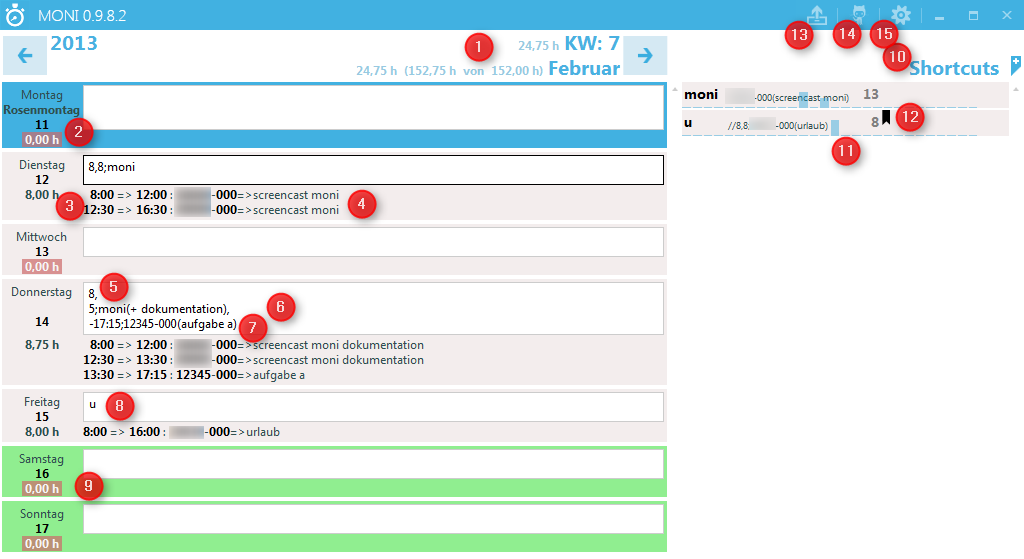 MONI 0.9.8.2
13
14
15
2013
1
24,75 h KW: 7
24,75 h (152,75 h von 152,00 h) Februar
10
Shortcuts
Montag
Rosenmontag
11
0,00 h
2
moni -000(screencast moni) 13
u //8,8; -000(urlaub) 8
12
11
Dienstag
12
8,00 h
8,8;moni
3
8:00 => 12:00 : -000=>screencast moni
12:30 => 16:30 : -000=>screencast moni
4
Mittwoch
13
0,00 h
Donnerstag
14
8,75 h
8,
5
5;moni(+ dokumentation),
6
-17:15;12345-000(aufgabe a)
7
8:00 => 12:00 : -000=>screencast moni dokumentation
12:30 => 13:30 : -000=>screencast moni dokumentation
13:30 => 17:15 : 12345-000=>aufgabe a
Freitag
15
8,00 h
u
8
8:00 => 16:00 : -000=>urlaub
Samstag
16
0,00 h
9
Sonntag
17
0,00 h